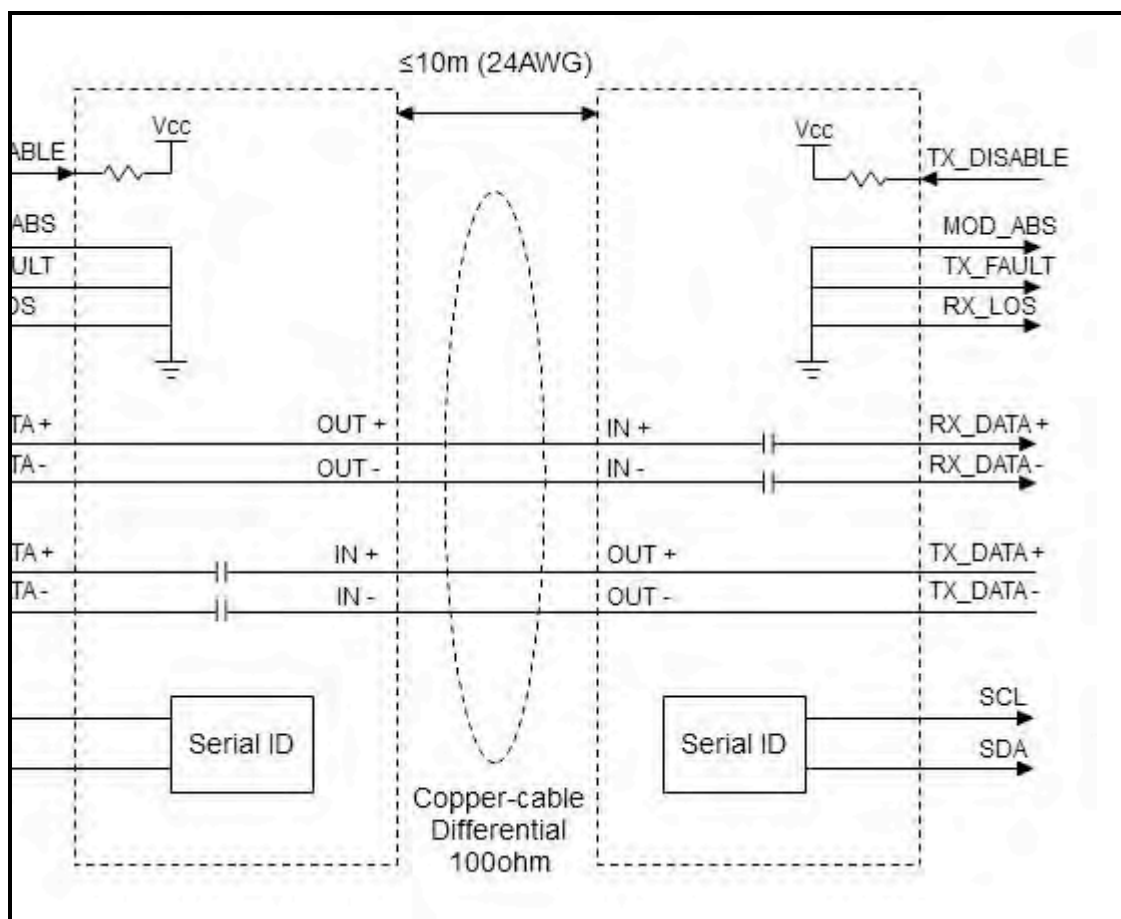 ≤10m (24AWG)
Vcc
Vcc
ABLE
TX_DISABLE
ABS
MOD_ABS
ULT
TX_FAULT
OS
RX_LOS
TA+
OUT +
IN +
RX_DATA+
TA-
OUT -
IN -
RX_DATA-
TA+
IN +
OUT +
TX_DATA+
TA-
IN -
OUT -
TX_DATA-
SCL
Serial ID
Serial ID
SDA
Copper-cable
Differential
100ohm